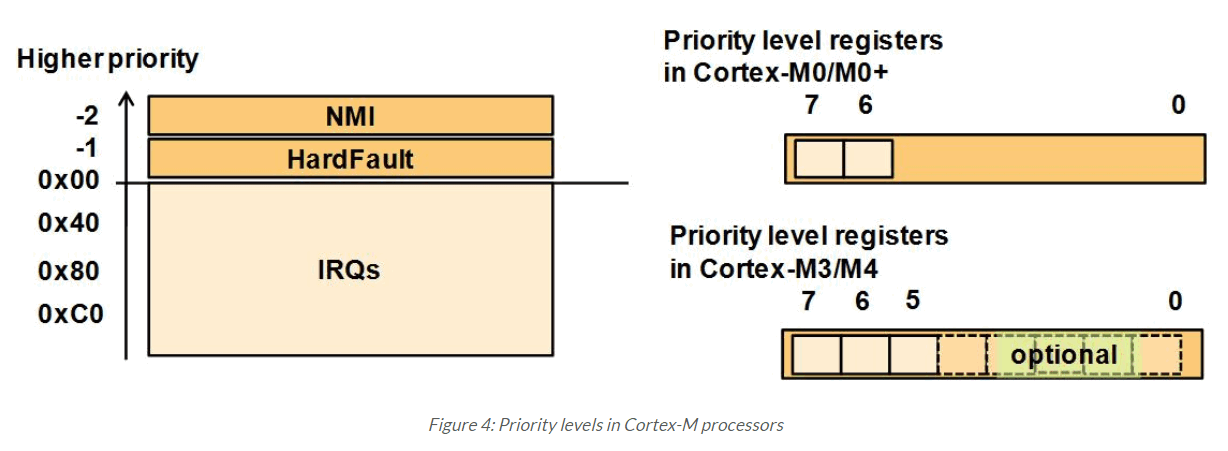 Higher priority
-2
NMI
-1
HardFault
0x00
0x40
0x80
IRQs
0xC0
Priority level registers
in Cortex-M0/M0+
7 6 0
Priority level registers
in Cortex-M3/M4
7 6 5 0
optional
Figure 4: Priority levels in Cortex-M processors